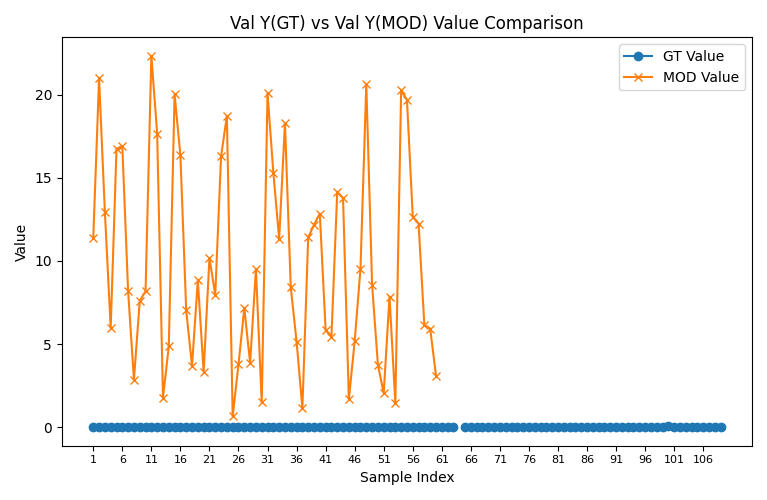 Val Y(GT) vs Val Y(MOD) Value Comparison
GT Value
MOD Value
Value
20
15
10
5
0
1 6 11 16 21 26 31 36 41 46 51 56 61 66 71 76 81 86 91 96 101 106
Sample Index